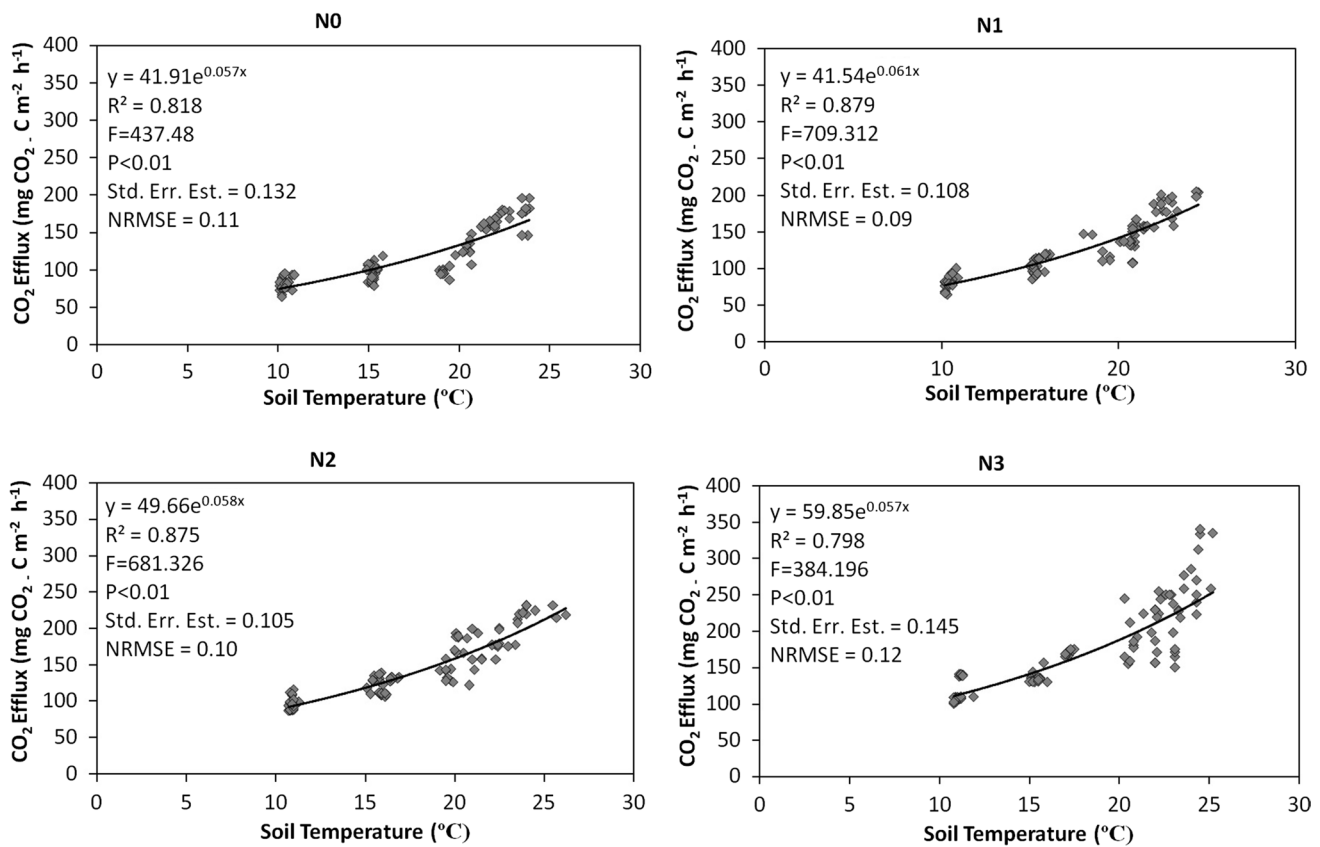 N0
CO₂ Efflux (mg CO₂ - C m⁻² h⁻¹)
400
350
300
250
200
150
100
50
0
y = 41.91e^0.057x
R² = 0.818
F=437.48
P<0.01
Std. Err. Est. = 0.132
NRMSE = 0.11
0 5 10 15 20 25 30
Soil Temperature (ºC)
N1
CO₂ Efflux (mg CO₂ - C m⁻² h⁻¹)
400
350
300
250
200
150
100
50
0
y = 41.54e^0.061x
R² = 0.879
F=709.312
P<0.01
Std. Err. Est. = 0.108
NRMSE = 0.09
0 10 20 30
Soil Temperature (ºC)
N2
CO₂ Efflux (mg CO₂ - C m⁻² h⁻¹)
400
350
300
250
200
150
100
50
0
y = 49.66e^0.058x
R² = 0.875
F=681.326
P<0.01
Std. Err. Est. = 0.105
NRMSE = 0.10
0 5 10 15 20 25 30
Soil Temperature (ºC)
N3
CO₂ Efflux (mg CO₂ - C m⁻² h⁻¹)
400
350
300
250
200
150
100
50
0
y = 59.85e^0.057x
R² = 0.798
F=384.196
P<0.01
Std. Err. Est. = 0.145
NRMSE = 0.12
0 5 10 15 20 25 30
Soil Temperature (ºC)